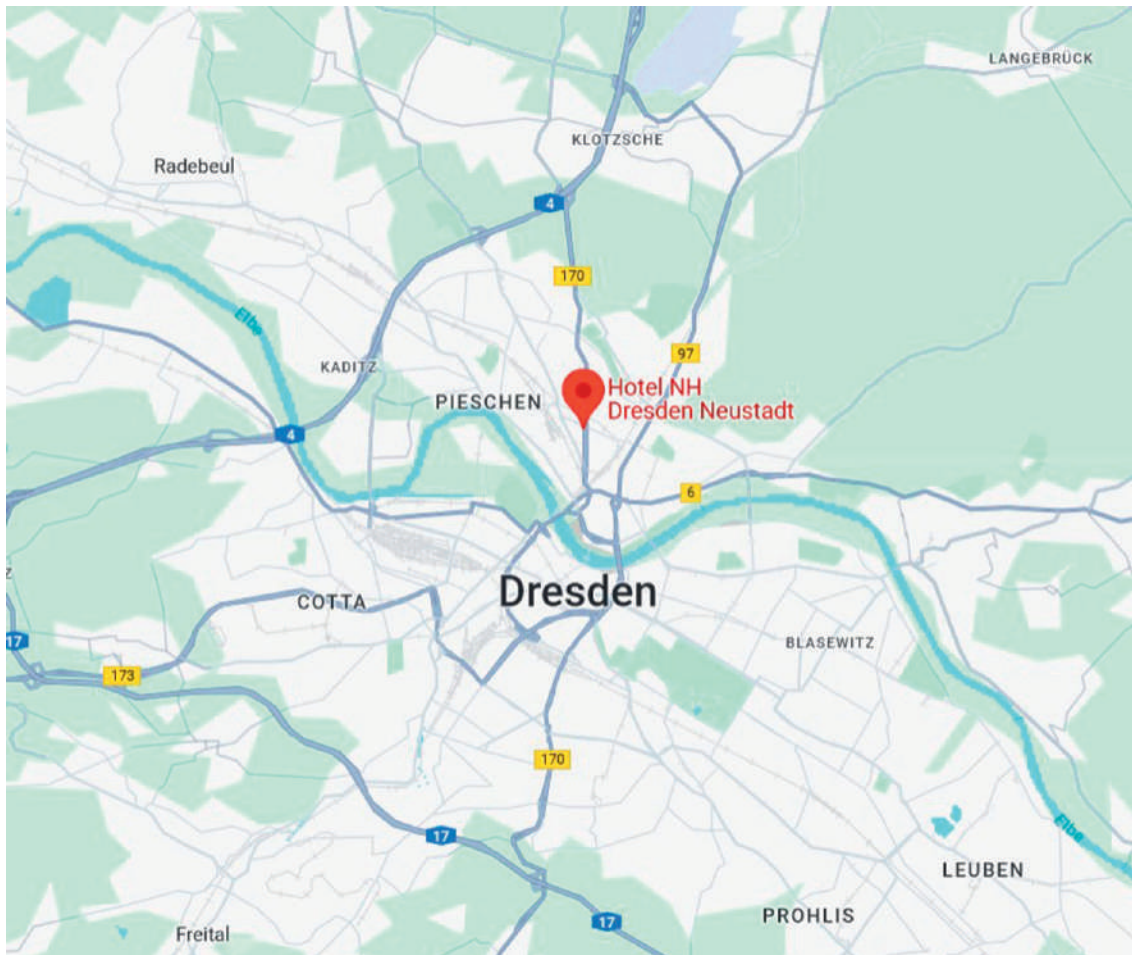 LANGEBRÜCK
KLOTZSCHE
Radebeul
4
170
Elbe
97
KADITZ
Hotel NH
Dresden Neustadt
PIESCHEN
4
6
Dresden
COTTA
17
BLASEWITZ
173
170
17
Elbe
LEUBEN
PROHLIS
17
Freital